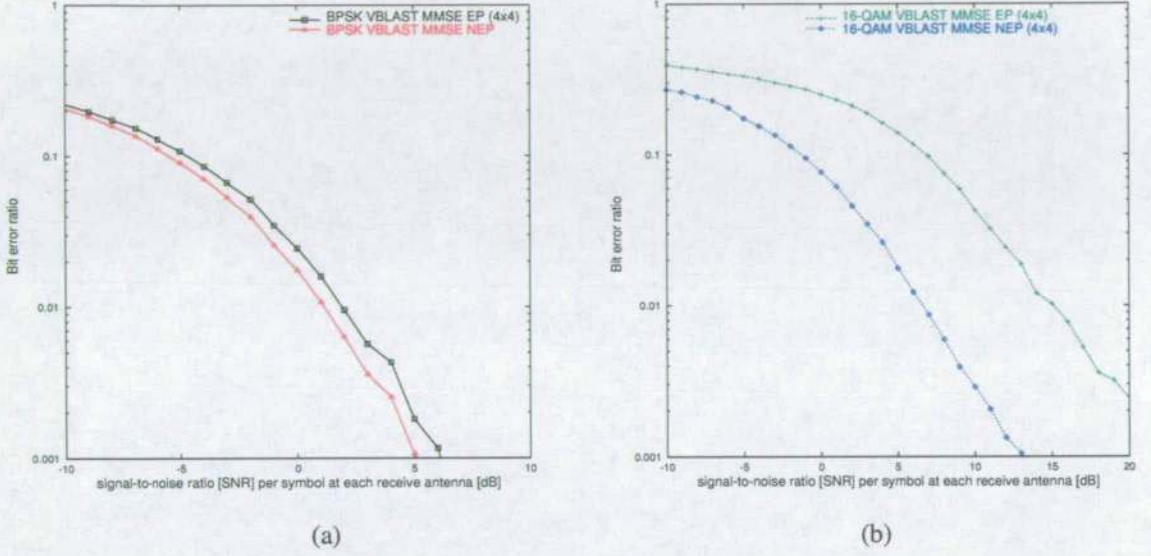 BPSK VBLAST MMSE EP (4x4)
BPSK VBLAST MMSE NEP
1
0.1
0.01
0.001
Bit error ratio
-10 -5 0 5 10
signal-to-noise ratio [SNR] per symbol at each receive antenna [dB]
(a)
16-QAM VBLAST MMSE EP (4x4)
16-QAM VBLAST MMSE NEP (4x4)
1
0.1
0.01
0.001
Bit error ratio
-10 -5 0 5 10 15 20
signal-to-noise ratio [SNR] per symbol at each receive antenna [dB]
(b)